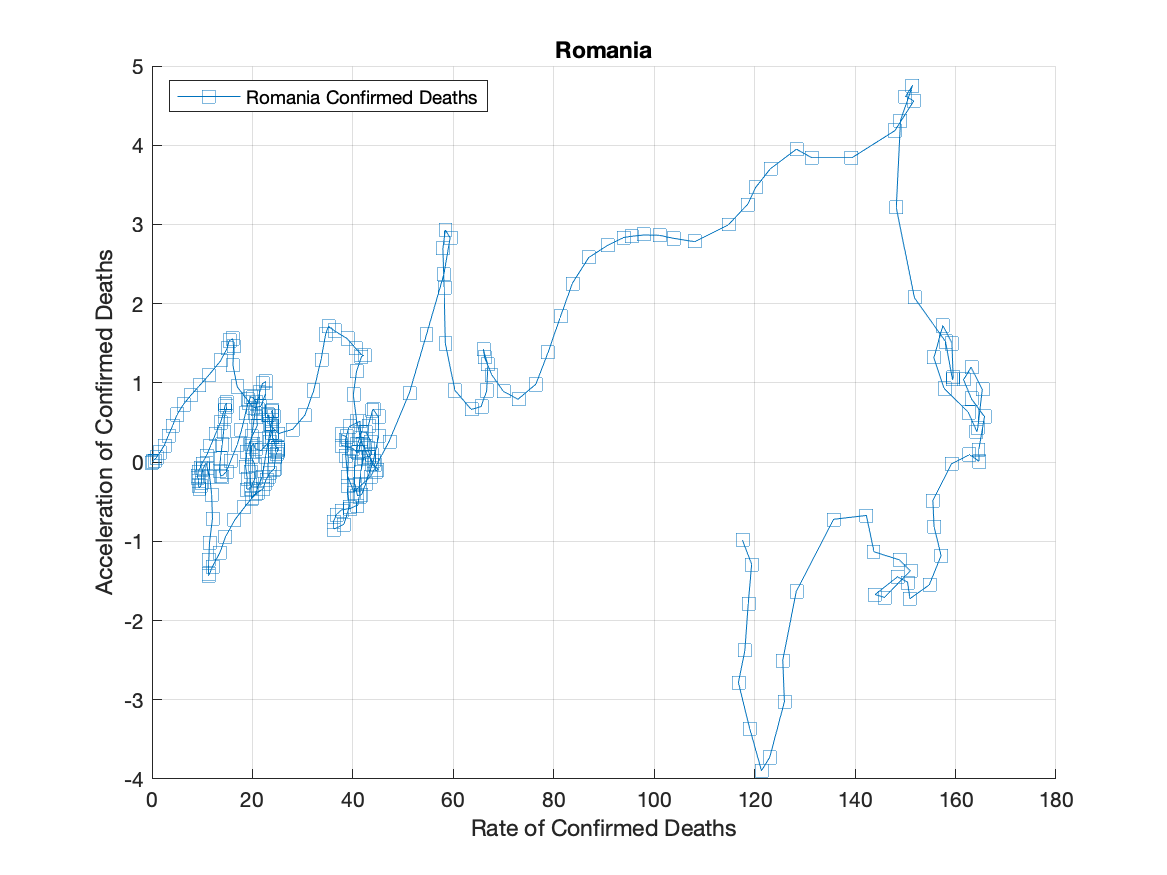 Romania
Romania Confirmed Deaths
Acceleration of Confirmed Deaths
5
4
3
2
1
0
-1
-2
-3
-4
0 20 40 60 80 100 120 140 160 180
Rate of Confirmed Deaths